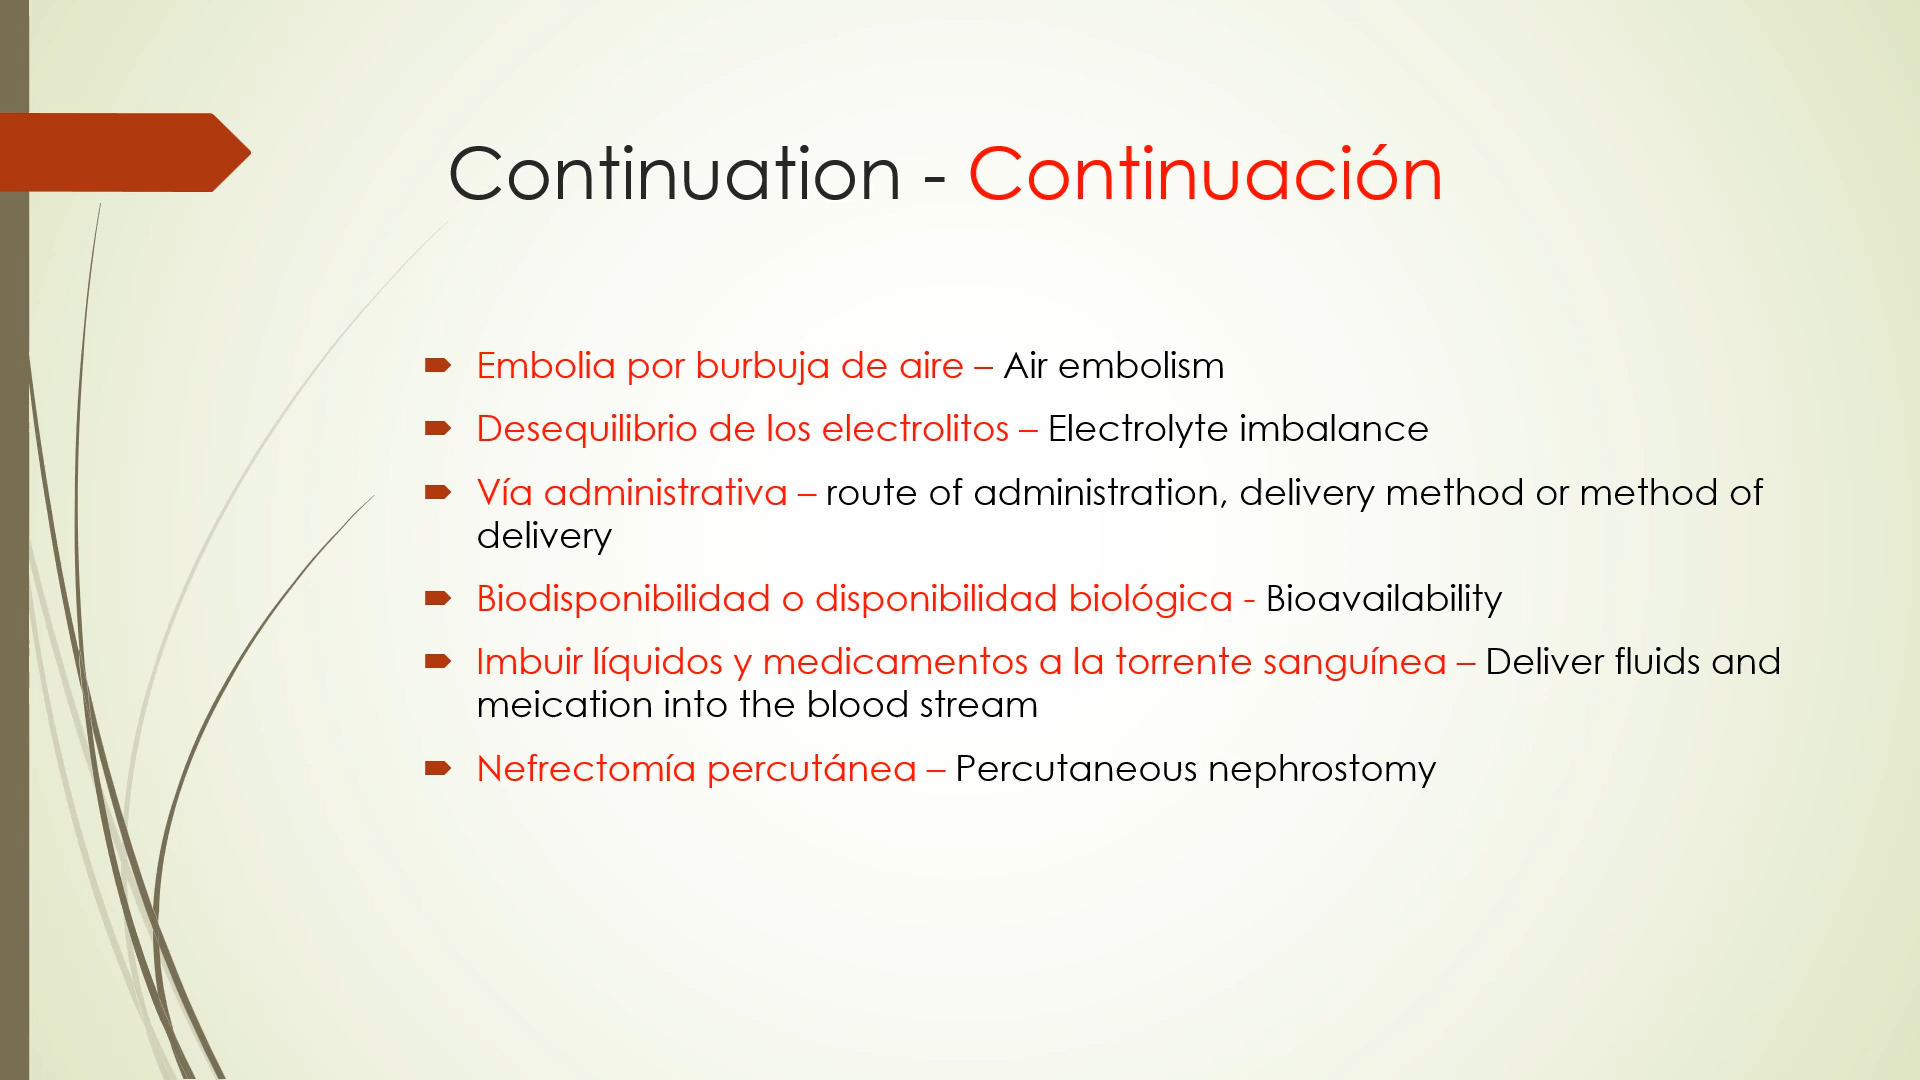 Continuation - Continuación
Embolia por burbuja de aire – Air embolism
Desequilibrio de los electrolitos – Electrolyte imbalance
Vía administrativa – route of administration, delivery method or method of
delivery
Biodisponibilidad o disponibilidad biológica - Bioavailability
Imbuir líquidos y medicamentos a la torrente sanguínea – Deliver fluids and
meication into the blood stream
Nefrectomía percutánea – Percutaneous nephrostomy